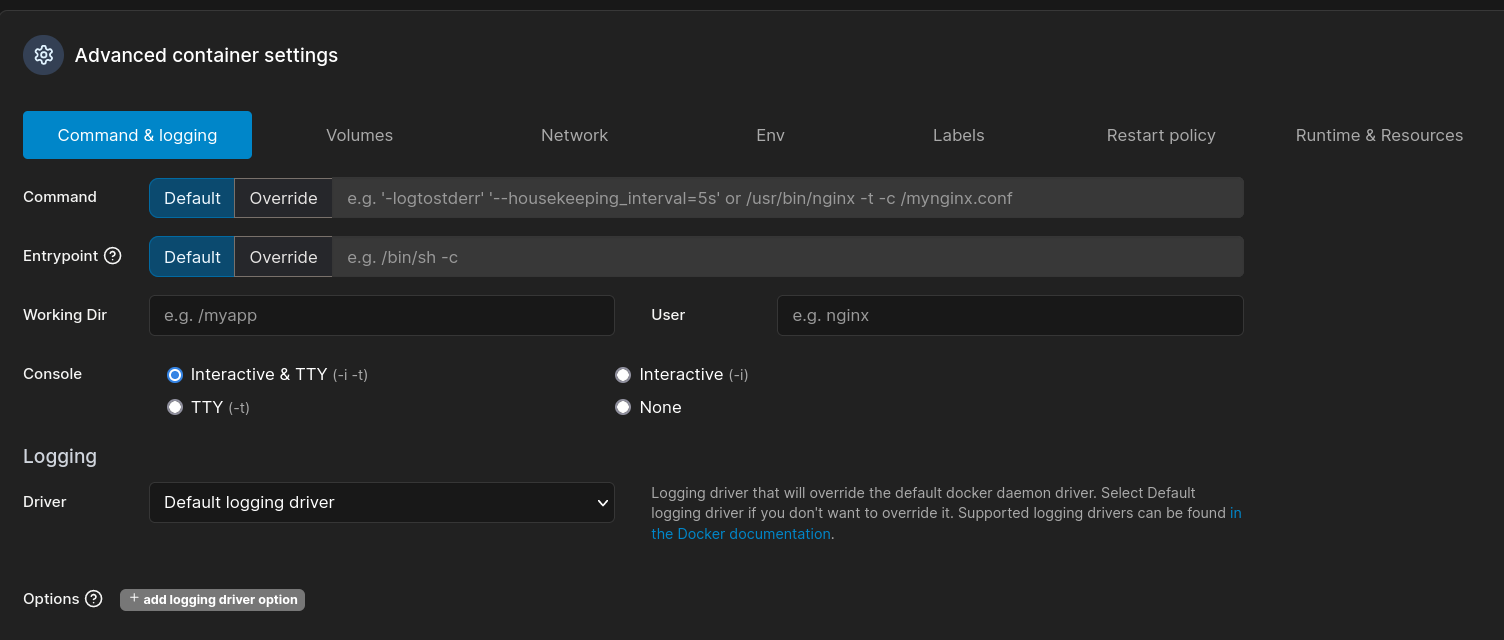 Advanced container settings
Command & logging Volumes Network Env Labels Restart policy Runtime & Resources
Command Default Override e.g. '-logtostderr' '--housekeeping_interval=5s' or /usr/bin/nginx -t -c /mynginx.conf
Entrypoint Default Override e.g. /bin/sh -c
Working Dir e.g. /myapp User e.g. nginx
Console Interactive & TTY (-i -t) Interactive (-i)
TTY (-t) None
Logging
Driver Default logging driver
Logging driver that will override the default docker daemon driver. Select Default
logging driver if you don't want to override it. Supported logging drivers can be found in
the Docker documentation.
Options + add logging driver option